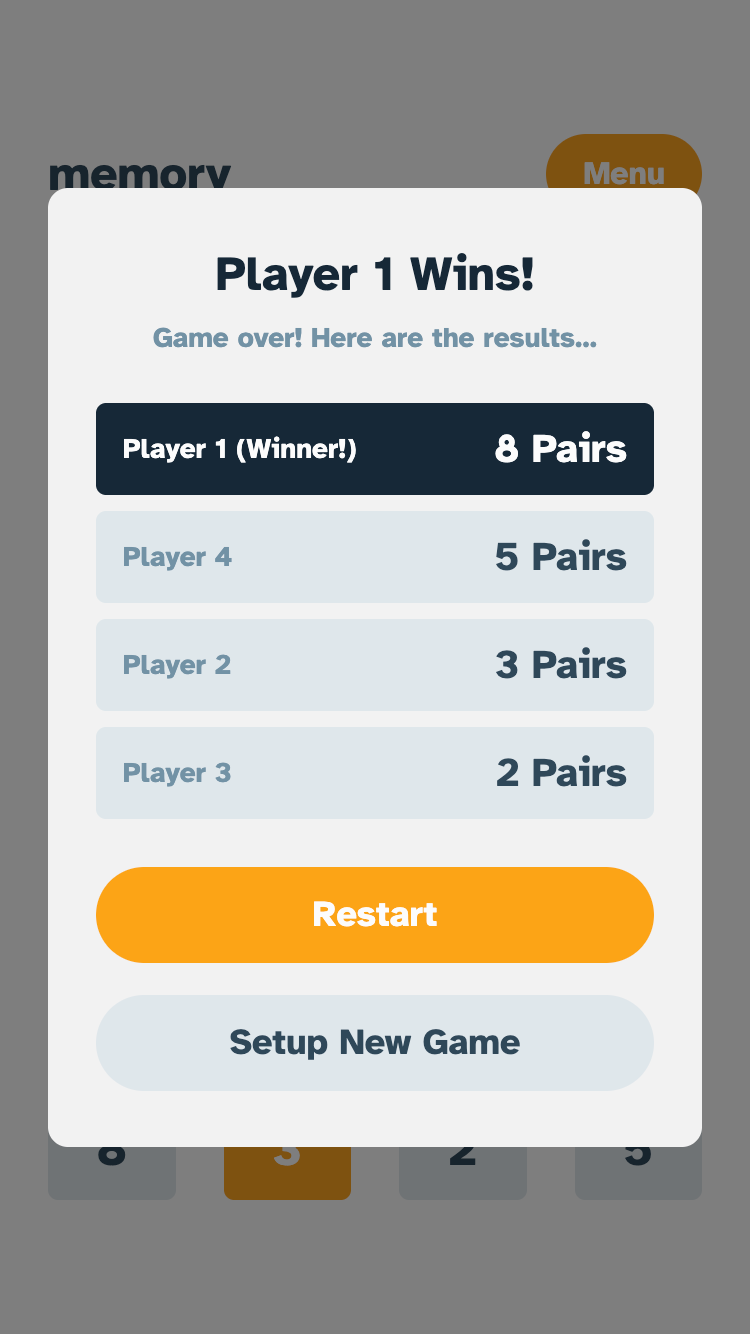 memory
Menu
Player 1 Wins!
Game over! Here are the results...
Player 1 (Winner!) 8 Pairs
Player 4 5 Pairs
Player 2 3 Pairs
Player 3 2 Pairs
Restart
Setup New Game
8 3 2 5